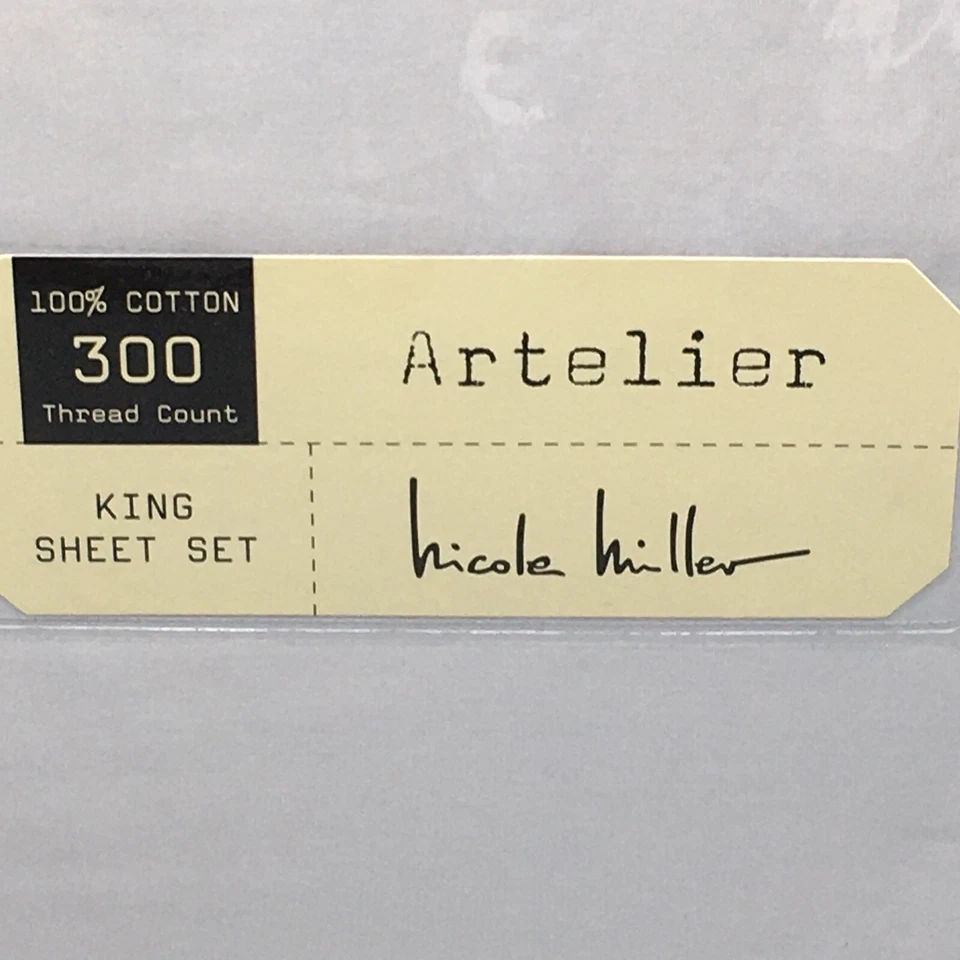 100% COTTON
300
Thread Count
Artelier
KING
SHEET SET
nicole miller